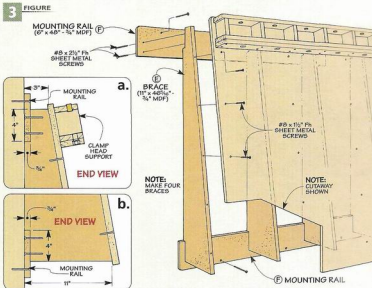 3 FIGURE
MOUNTING RAIL
(6" x 48" - ¾" MDF)
F
#8 x 2½" Fh
SHEET METAL
SCREWS
E
BRACE
(11" x
¾" MDF)
#8 x 1½" Fh
SHEET METAL
SCREWS
NOTE:
MAKE FOUR
BRACES
NOTE:
CUTAWAY
SHOWN
F MOUNTING RAIL
a.
3"
MOUNTING
RAIL
4"
CLAMP
HEAD
SUPPORT
¾"
END VIEW
b.
¾"
END VIEW
4"
MOUNTING
RAIL
11"